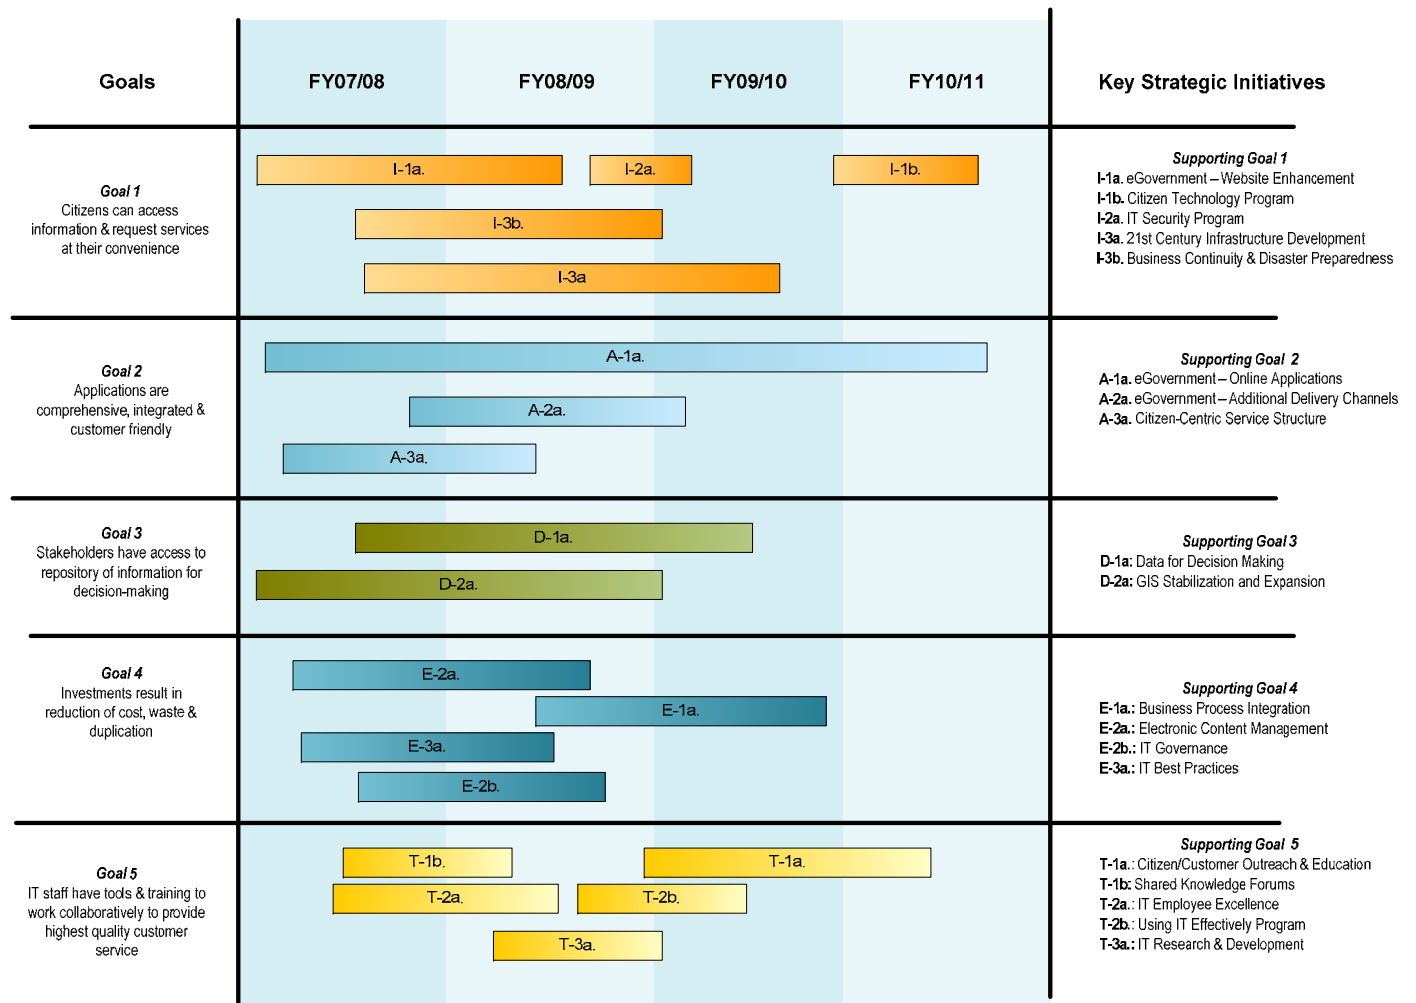 Goals
FY07/08
FY08/09
FY09/10
FY10/11
Key Strategic Initiatives
Goal 1
Citizens can access
information & request services
at their convenience
I-1a.
I-2a.
I-1b.
I-3b.
I-3a
Supporting Goal 1
I-1a. eGovernment – Website Enhancement
I-1b. Citizen Technology Program
I-2a. IT Security Program
I-3a. 21st Century Infrastructure Development
I-3b. Business Continuity & Disaster Preparedness
Goal 2
Applications are
comprehensive, integrated &
customer friendly
A-1a.
A-2a.
A-3a.
Supporting Goal 2
A-1a. eGovernment – Online Applications
A-2a. eGovernment – Additional Delivery Channels
A-3a. Citizen-Centric Service Structure
Goal 3
Stakeholders have access to
repository of information for
decision-making
D-1a.
D-2a.
Supporting Goal 3
D-1a: Data for Decision Making
D-2a: GIS Stabilization and Expansion
Goal 4
Investments result in
reduction of cost, waste &
duplication
E-2a.
E-1a.
E-3a.
E-2b.
Supporting Goal 4
E-1a.: Business Process Integration
E-2a.: Electronic Content Management
E-2b.: IT Governance
E-3a.: IT Best Practices
Goal 5
IT staff have tools & training to
work collaboratively to provide
highest quality customer
service
T-1b.
T-1a.
T-2a.
T-2b.
T-3a.
Supporting Goal 5
T-1a.: Citizen/Customer Outreach & Education
T-1b: Shared Knowledge Forums
T-2a.: IT Employee Excellence
T-2b.: Using IT Effectively Program
T-3a.: IT Research & Development